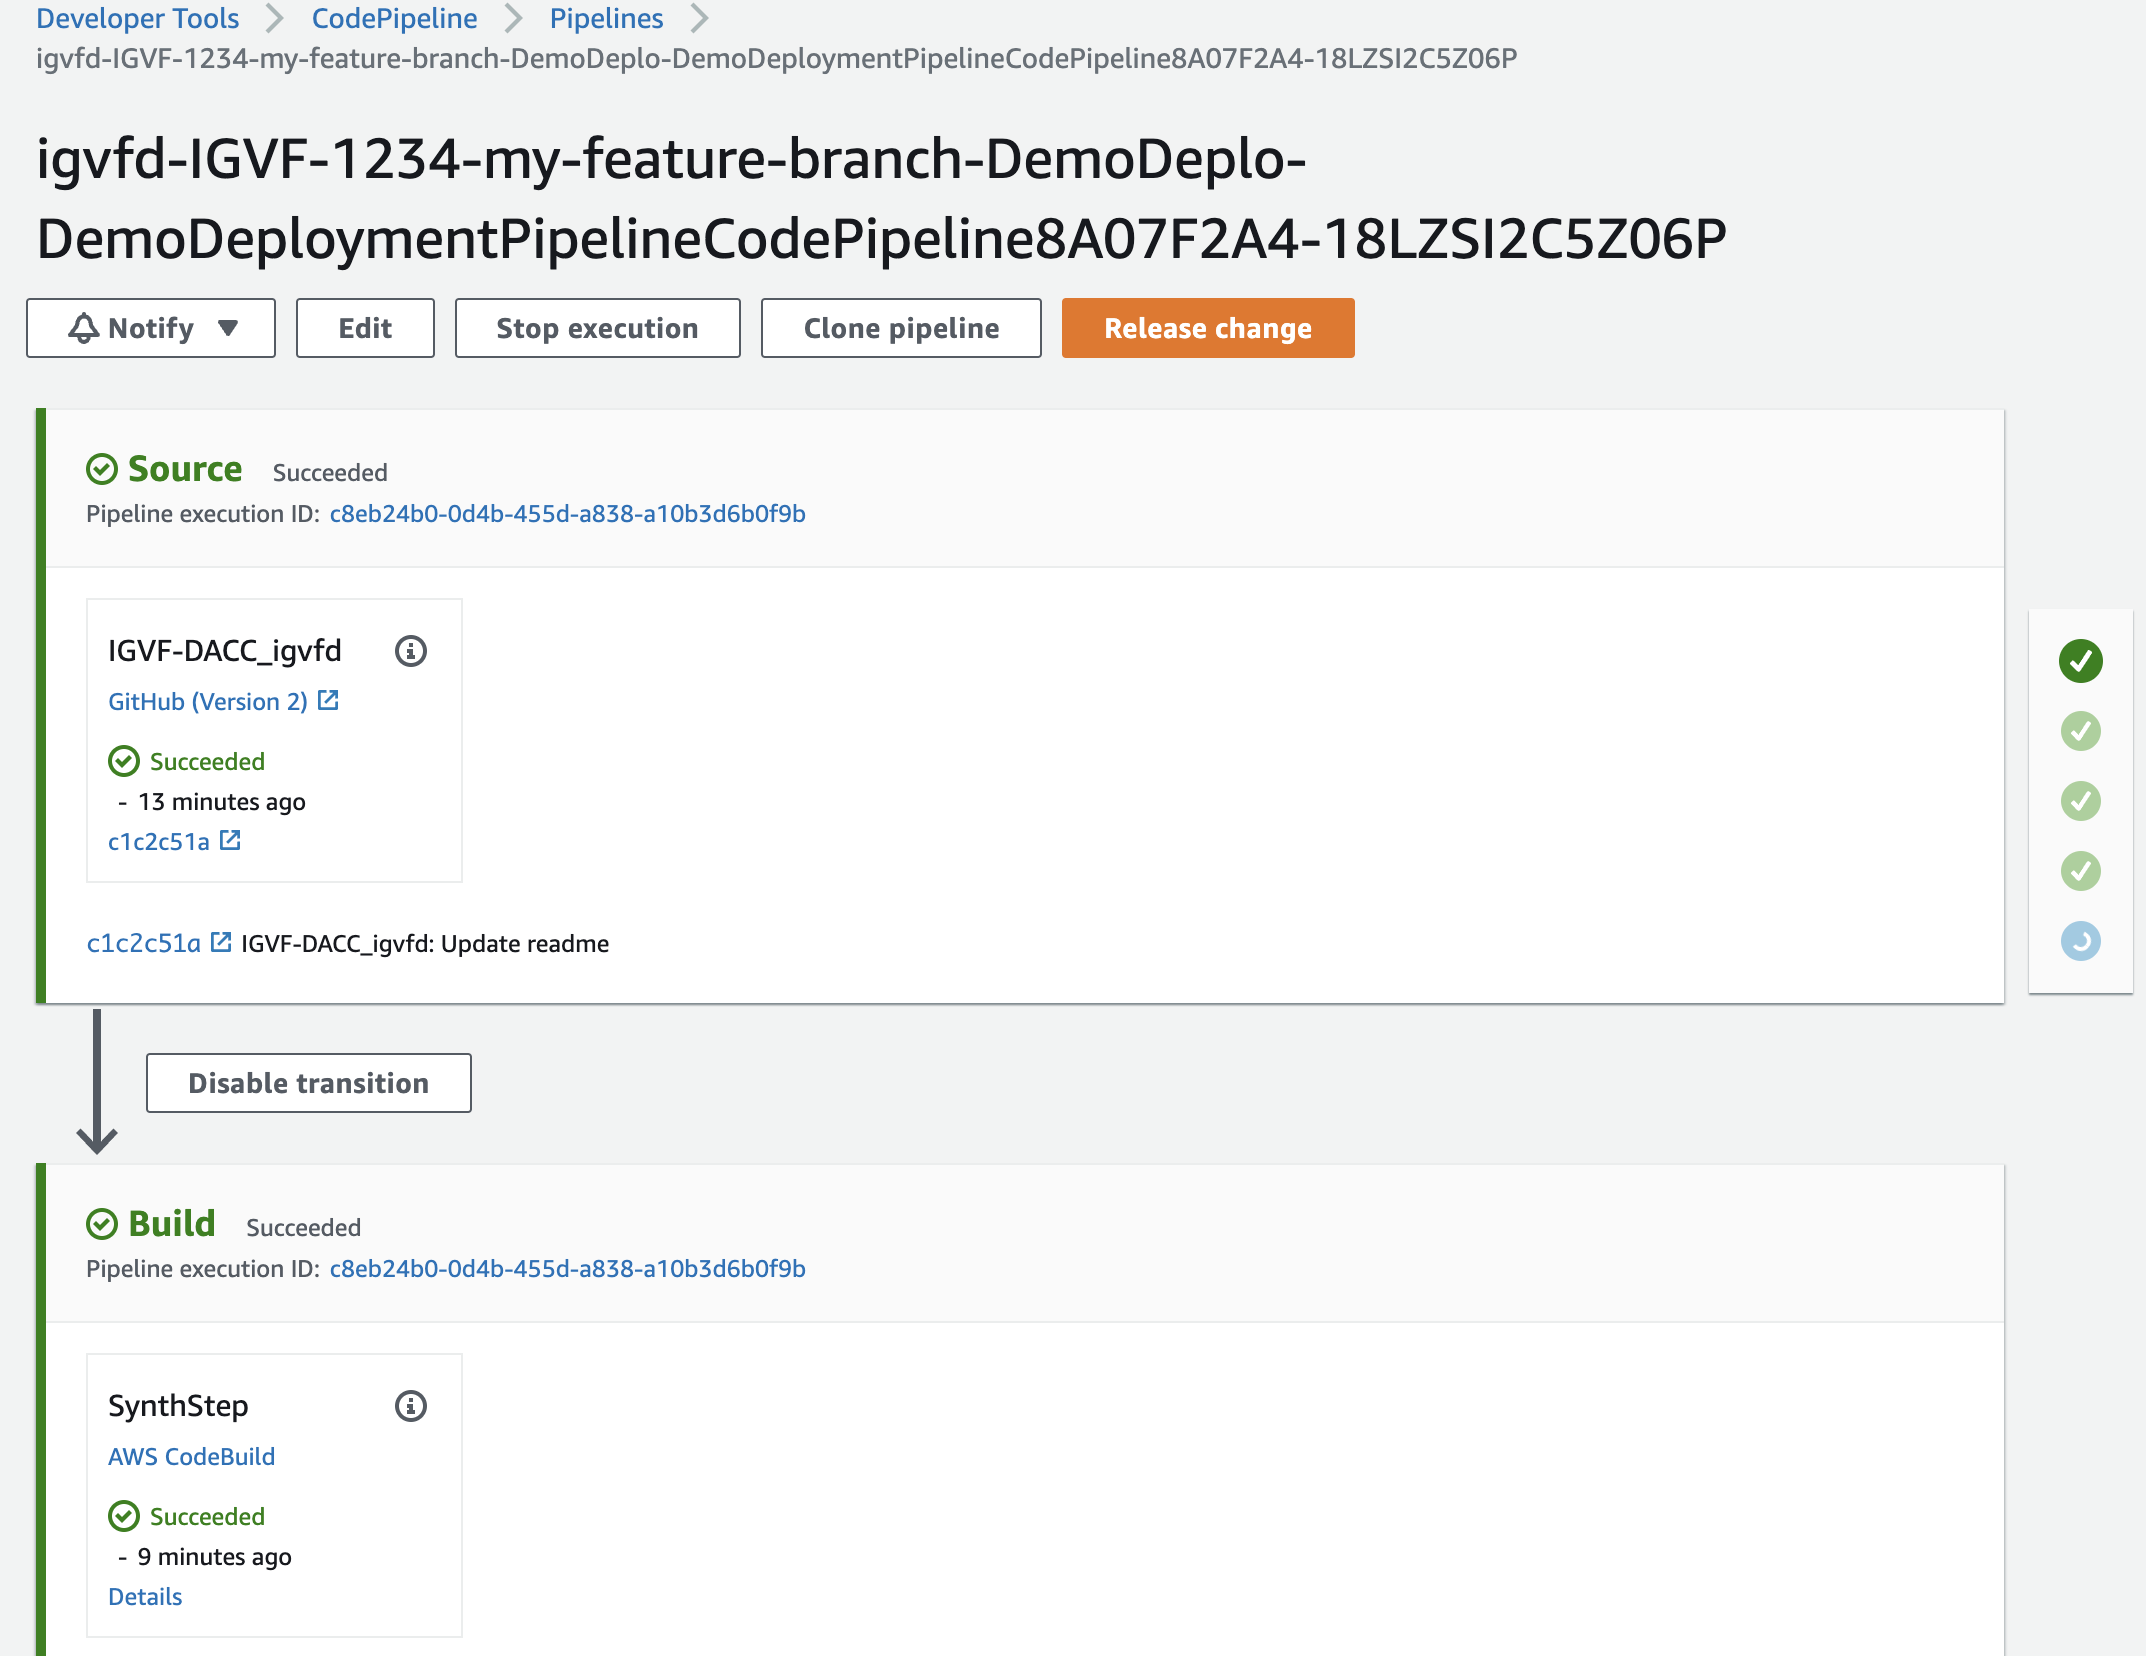 Developer Tools CodePipeline Pipelines
igvfd-IGVF-1234-my-feature-branch-DemoDeplo-DemoDeploymentPipelineCodePipeline8A07F2A4-18LZSI2C5Z06P
igvfd-IGVF-1234-my-feature-branch-DemoDeplo-
DemoDeploymentPipelineCodePipeline8A07F2A4-18LZSI2C5Z06P
Notify Edit Stop execution Clone pipeline Release change
Source Succeeded
Pipeline execution ID: c8eb24b0-0d4b-455d-a838-a10b3d6b0f9b
IGVF-DACC_igvfd
GitHub (Version 2)
Succeeded
- 13 minutes ago
c1c2c51a
c1c2c51a IGVF-DACC_igvfd: Update readme
Disable transition
Build Succeeded
Pipeline execution ID: c8eb24b0-0d4b-455d-a838-a10b3d6b0f9b
SynthStep
AWS CodeBuild
Succeeded
- 9 minutes ago
Details